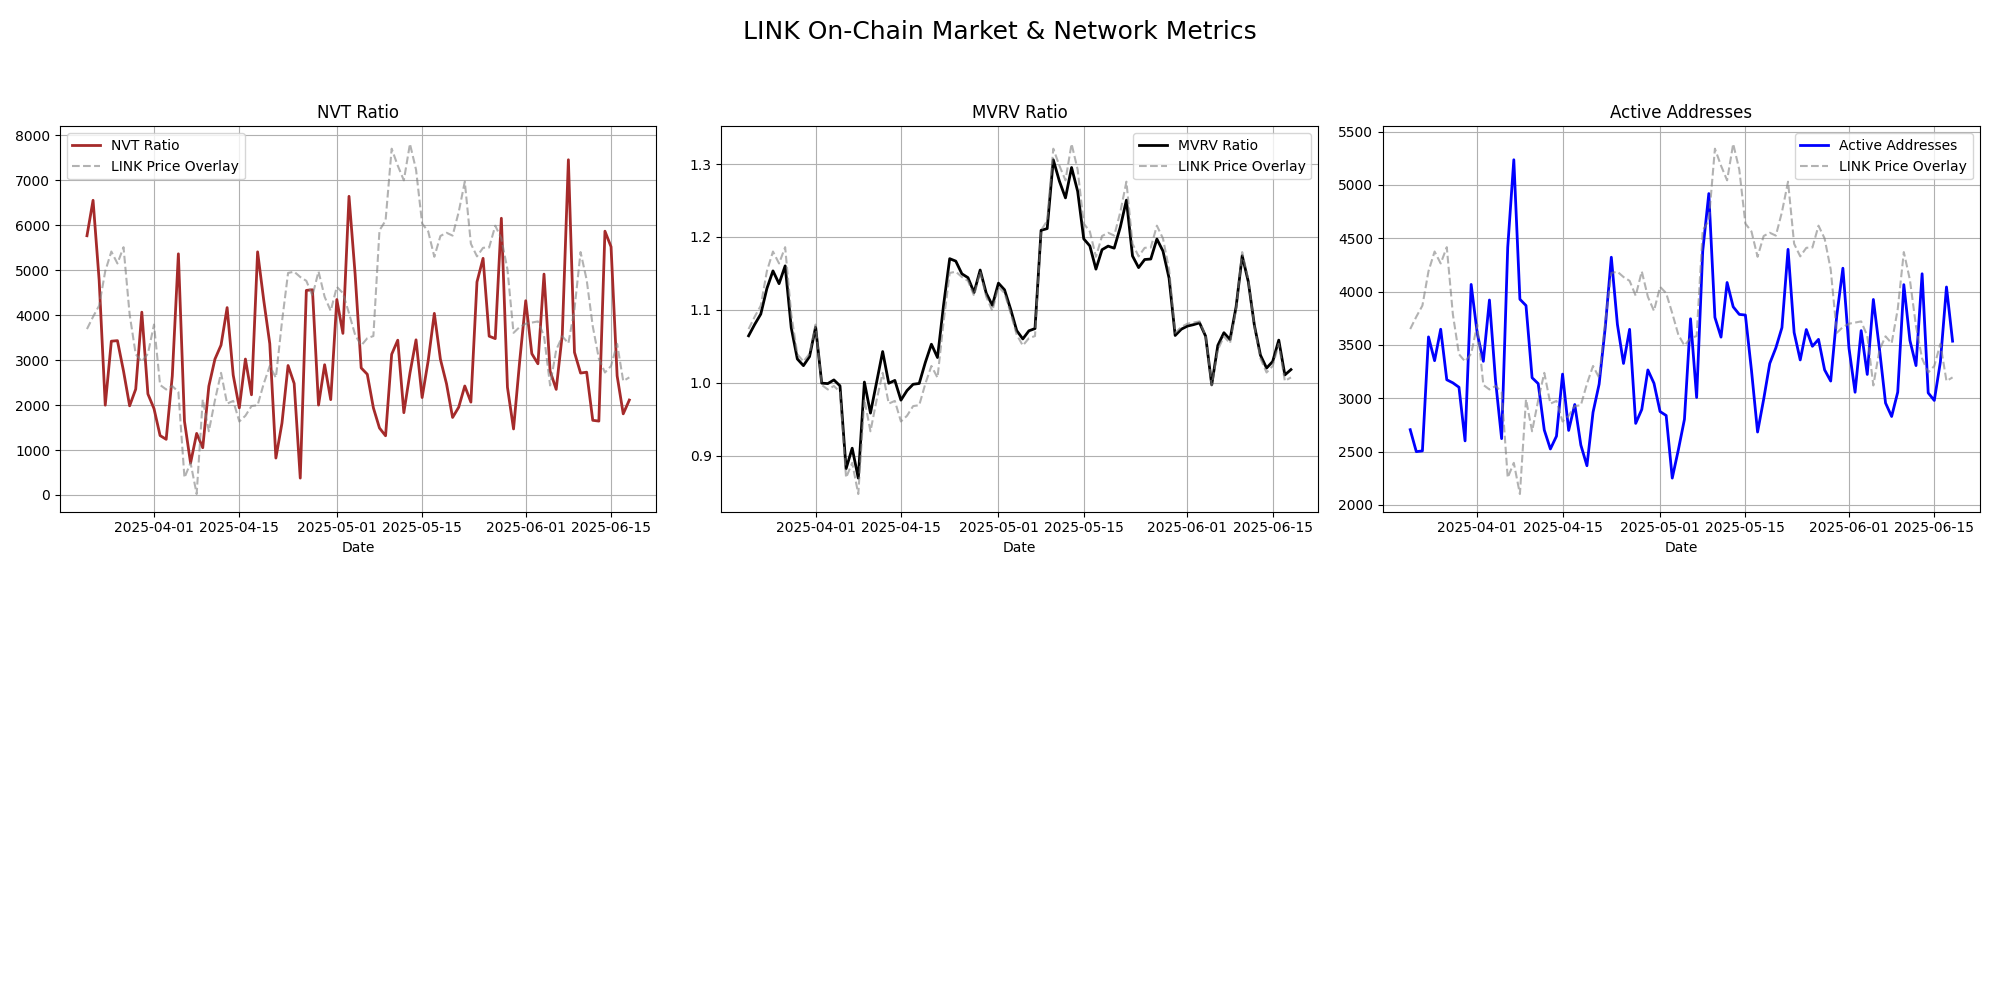 LINK On-Chain Market & Network Metrics
NVT Ratio
8000
7000
6000
5000
4000
3000
2000
1000
0
NVT Ratio
LINK Price Overlay
2025-04-01 2025-04-15 2025-05-01 2025-05-15 2025-06-01 2025-06-15
Date
MVRV Ratio
1.3
1.2
1.1
1.0
0.9
MVRV Ratio
LINK Price Overlay
2025-04-01 2025-04-15 2025-05-01 2025-05-15 2025-06-01 2025-06-15
Date
Active Addresses
5500
5000
4500
4000
3500
3000
2500
2000
Active Addresses
LINK Price Overlay
2025-04-01 2025-04-15 2025-05-01 2025-05-15 2025-06-01 2025-06-15
Date